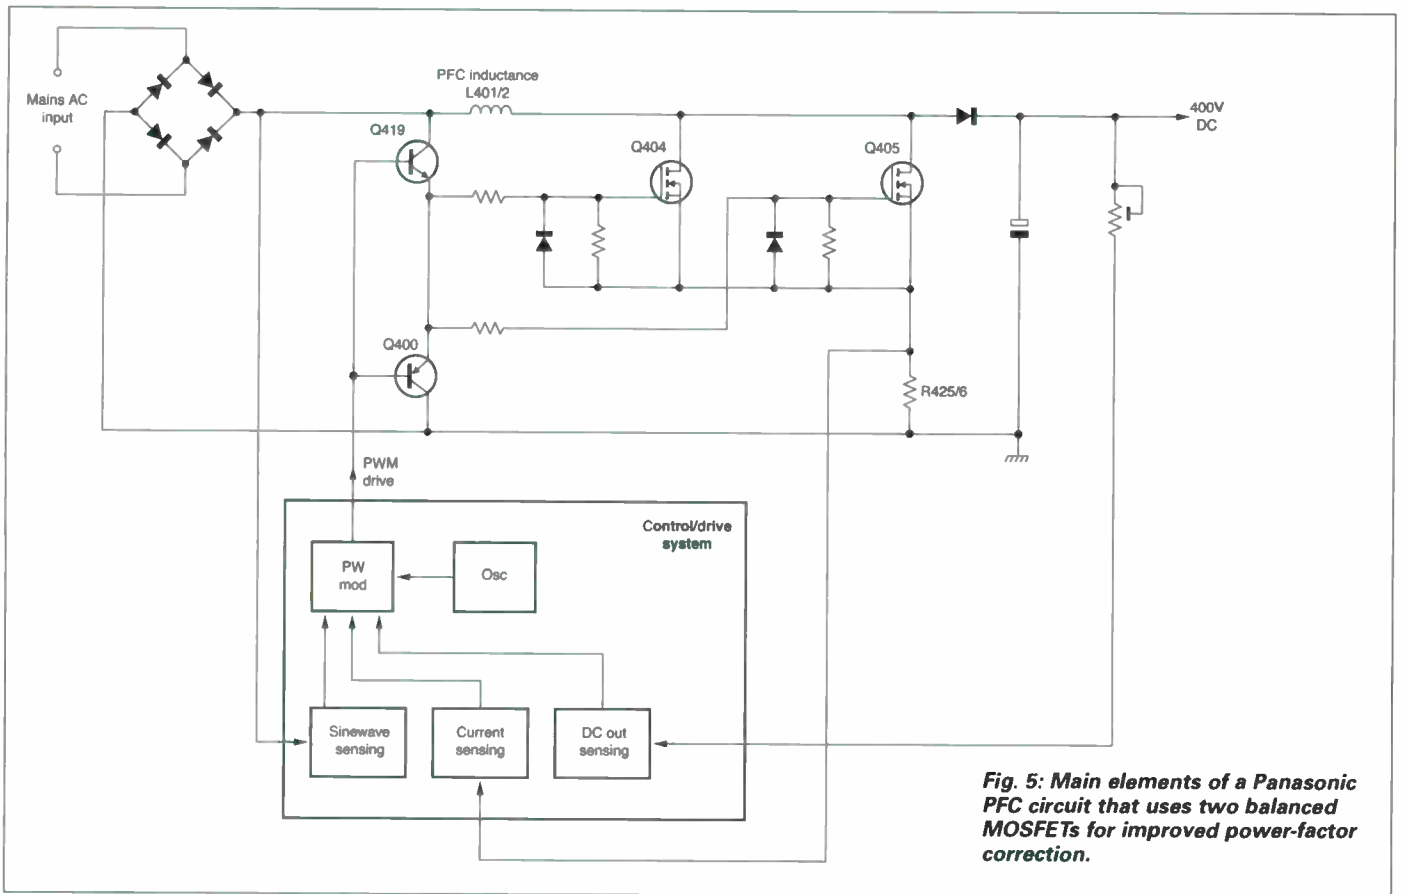 Mains AC
input
PFC inductance
L401/2
Q419
Q404
Q405
400V
DC
Q400
R425/6
PWM
drive
Control/drive
system
PW
mod
Osc
Sinewave
sensing
Current
sensing
DC out
sensing
Fig. 5: Main elements of a Panasonic
PFC circuit that uses two balanced
MOSFETs for improved power-factor
correction.